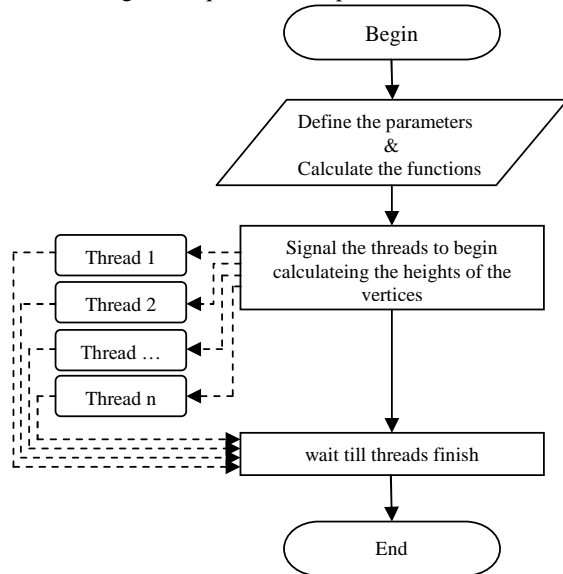 Begin
Define the parameters
&
Calculate the functions
Signal the threads to begin
calculateing the heights of the
vertices
Thread 1
Thread 2
Thread …
Thread n
wait till threads finish
End